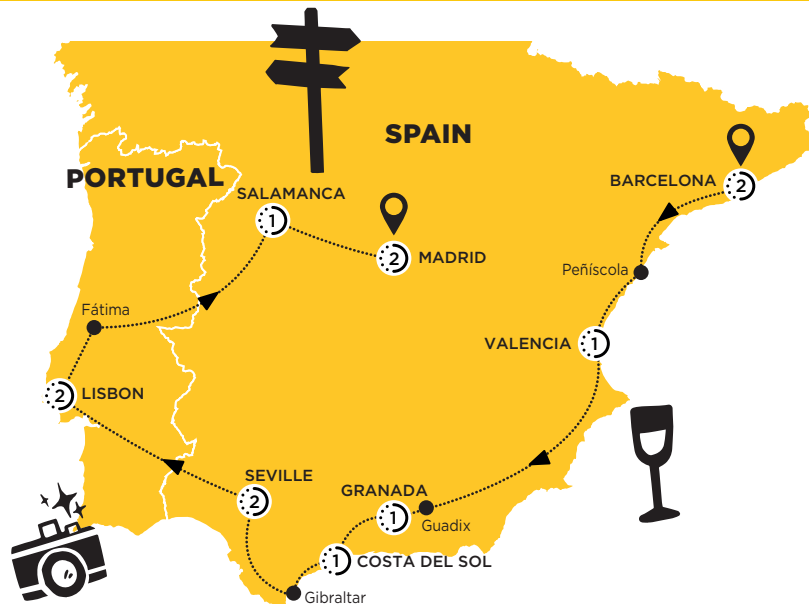 SPAIN
PORTUGAL
BARCELONA
2
SALAMANCA
1
2
MADRID
Peñíscola
Fátima
VALENCIA
1
2
LISBON
SEVILLE
2
GRANADA
1
Guadix
1
COSTA DEL SOL
Gibraltar